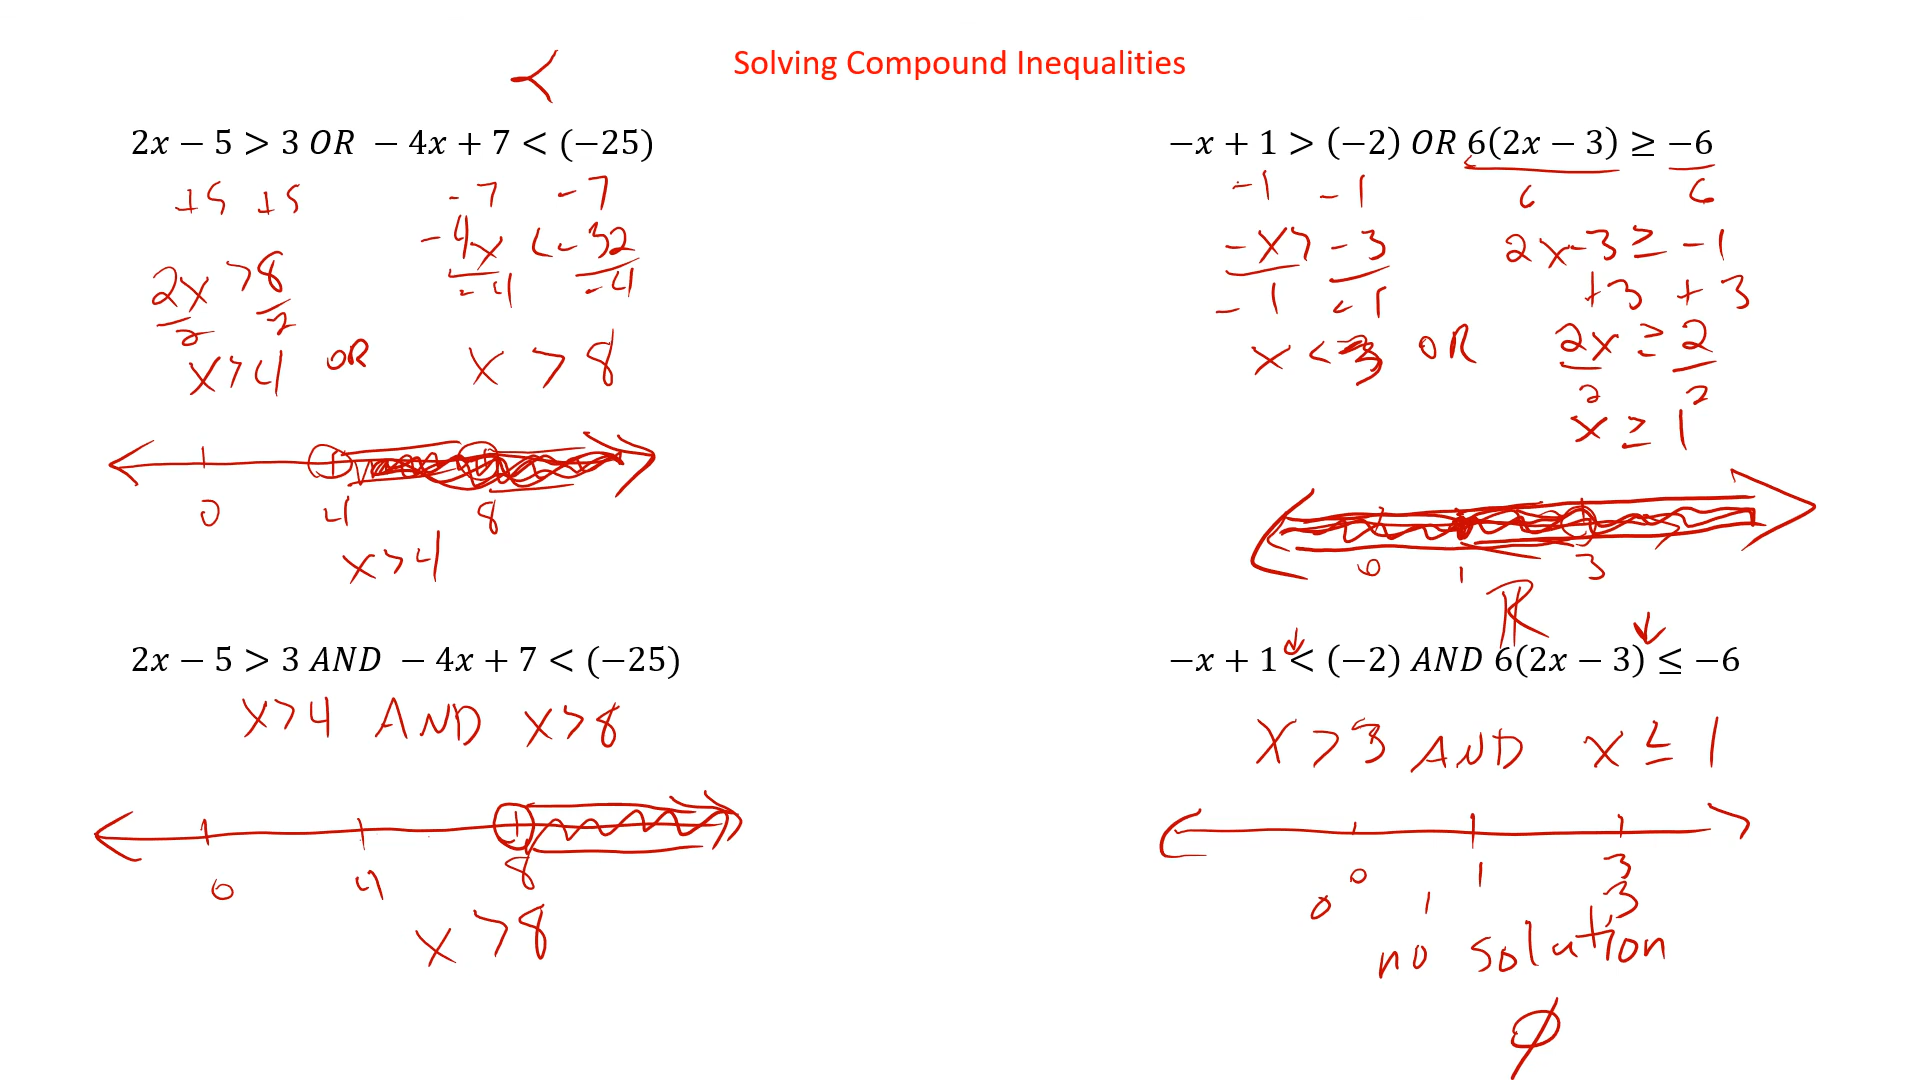 Solving Compound Inequalities
<
2x − 5 > 3 OR − 4x + 7 < (−25)
+5 +5 -7 -7
-4x < -32
2x > 8 -4 -4
2 2
x > 4 OR x > 8
0 4 8
x > 4
−x + 1 > (−2) OR 6(2x − 3) ≥ −6
-1 -1 6 6
-x > -3 2x-3 ≥ -1
-1 -1 +3 +3
x < 3 OR 2x ≥ 2
2 2
x ≥ 1
0 1 3
ℝ
2x − 5 > 3 AND − 4x + 7 < (−25)
x > 4 AND x > 8
0 4 8
x > 8
−x + 1 < (−2) AND 6(2x − 3) ≤ −6
x > 3 AND x ≤ 1
0 1 3
0 1 3
no solution
∅